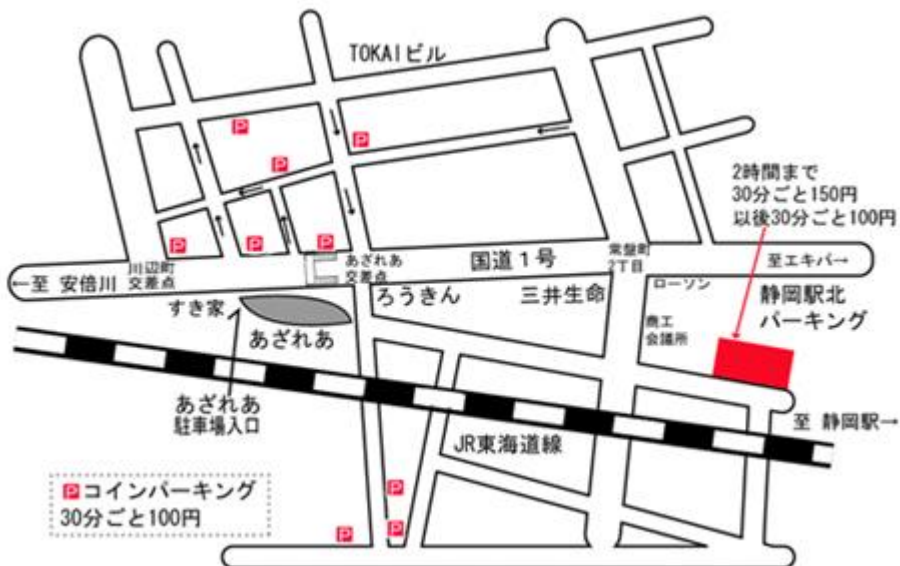 TOKAIビル
P
P
P
2時間まで
30分ごと150円
以後30分ごと100円
P
P
P
←至 安倍川
川辺町
交差点
あざれあ
交差点
国道1号
常盤町
2丁目
至エキパ→
すき家
あざれあ
ろうきん
三井生命
ローソン
商工
会議所
静岡駅北
パーキング
あざれあ
駐車場入口
JR東海道線
至 静岡駅→
P
P
P
Pコインパーキング
30分ごと100円